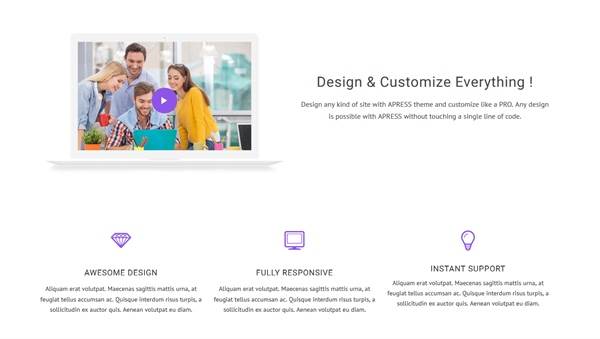 Design & Customize Everything !
Design any kind of site with APRESS theme and customize like a PRO. Any design
is possible with APRESS without touching a single line of code.
AWESOME DESIGN
Aliquam erat volutpat. Maecenas sagittis mattis urna, at
feugiat tellus accumsan ac. Quisque interdum risus turpis, a
sollicitudin ex auctor quis. Aenean volutpat eu diam.
FULLY RESPONSIVE
Aliquam erat volutpat. Maecenas sagittis mattis urna, at
feugiat tellus accumsan ac. Quisque interdum risus turpis, a
sollicitudin ex auctor quis. Aenean volutpat eu diam.
INSTANT SUPPORT
Aliquam erat volutpat. Maecenas sagittis mattis urna, at
feugiat tellus accumsan ac. Quisque interdum risus turpis, a
sollicitudin ex auctor quis. Aenean volutpat eu diam.